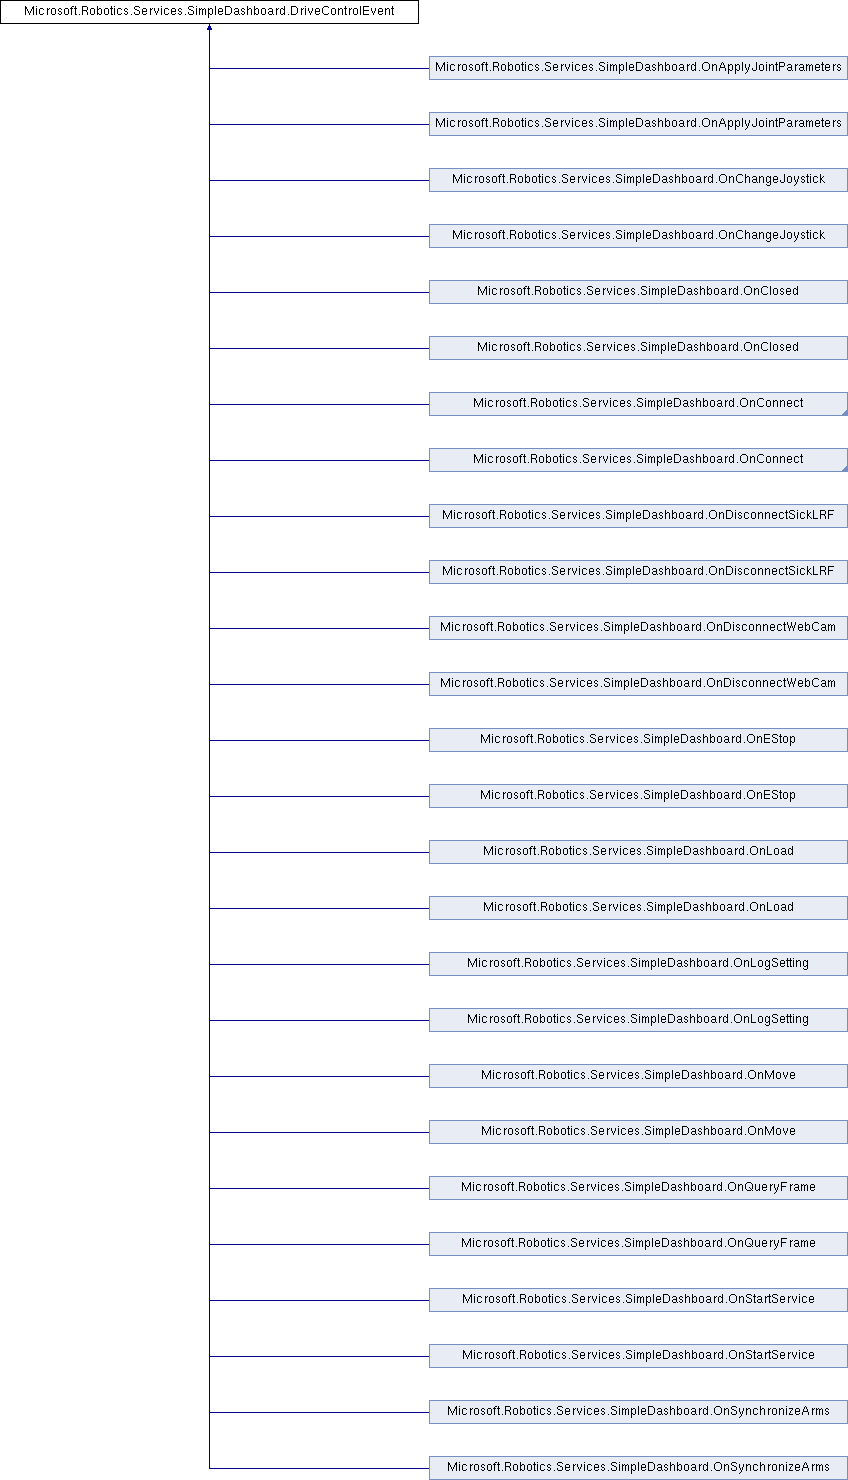 Microsoft.Robotics.Services.SimpleDashboard.DriveControlEvent
Microsoft.Robotics.Services.SimpleDashboard.OnApplyJointParameters
Microsoft.Robotics.Services.SimpleDashboard.OnApplyJointParameters
Microsoft.Robotics.Services.SimpleDashboard.OnChangeJoystick
Microsoft.Robotics.Services.SimpleDashboard.OnChangeJoystick
Microsoft.Robotics.Services.SimpleDashboard.OnClosed
Microsoft.Robotics.Services.SimpleDashboard.OnClosed
Microsoft.Robotics.Services.SimpleDashboard.OnConnect
Microsoft.Robotics.Services.SimpleDashboard.OnConnect
Microsoft.Robotics.Services.SimpleDashboard.OnDisconnectSickLRF
Microsoft.Robotics.Services.SimpleDashboard.OnDisconnectSickLRF
Microsoft.Robotics.Services.SimpleDashboard.OnDisconnectWebCam
Microsoft.Robotics.Services.SimpleDashboard.OnDisconnectWebCam
Microsoft.Robotics.Services.SimpleDashboard.OnEStop
Microsoft.Robotics.Services.SimpleDashboard.OnEStop
Microsoft.Robotics.Services.SimpleDashboard.OnLoad
Microsoft.Robotics.Services.SimpleDashboard.OnLoad
Microsoft.Robotics.Services.SimpleDashboard.OnLogSetting
Microsoft.Robotics.Services.SimpleDashboard.OnLogSetting
Microsoft.Robotics.Services.SimpleDashboard.OnMove
Microsoft.Robotics.Services.SimpleDashboard.OnMove
Microsoft.Robotics.Services.SimpleDashboard.OnQueryFrame
Microsoft.Robotics.Services.SimpleDashboard.OnQueryFrame
Microsoft.Robotics.Services.SimpleDashboard.OnStartService
Microsoft.Robotics.Services.SimpleDashboard.OnStartService
Microsoft.Robotics.Services.SimpleDashboard.OnSynchronizeArms
Microsoft.Robotics.Services.SimpleDashboard.OnSynchronizeArms